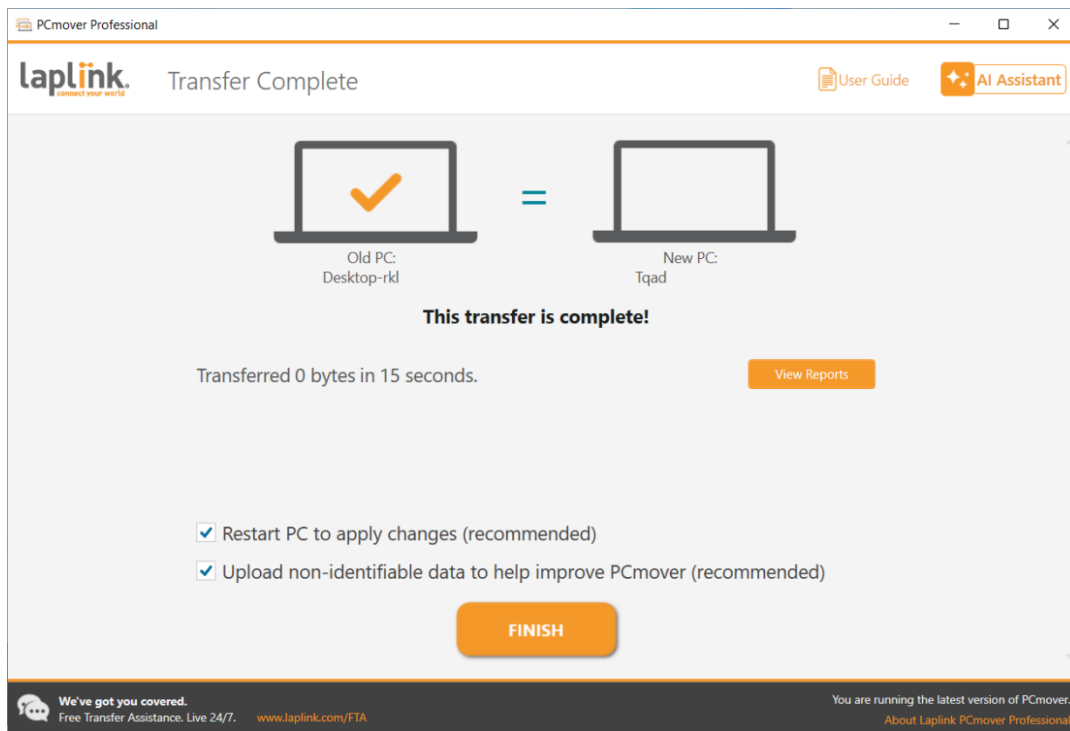 PCmover Professional
laplink.
connect your world
Transfer Complete
User Guide
AI Assistant
=
Old PC:
Desktop-rkl
New PC:
Tqad
This transfer is complete!
Transferred 0 bytes in 15 seconds.
View Reports
Restart PC to apply changes (recommended)
Upload non-identifiable data to help improve PCmover (recommended)
FINISH
We've got you covered.
Free Transfer Assistance. Live 24/7. www.laplink.com/FTA
You are running the latest version of PCmover.
About Laplink PCmover Professional